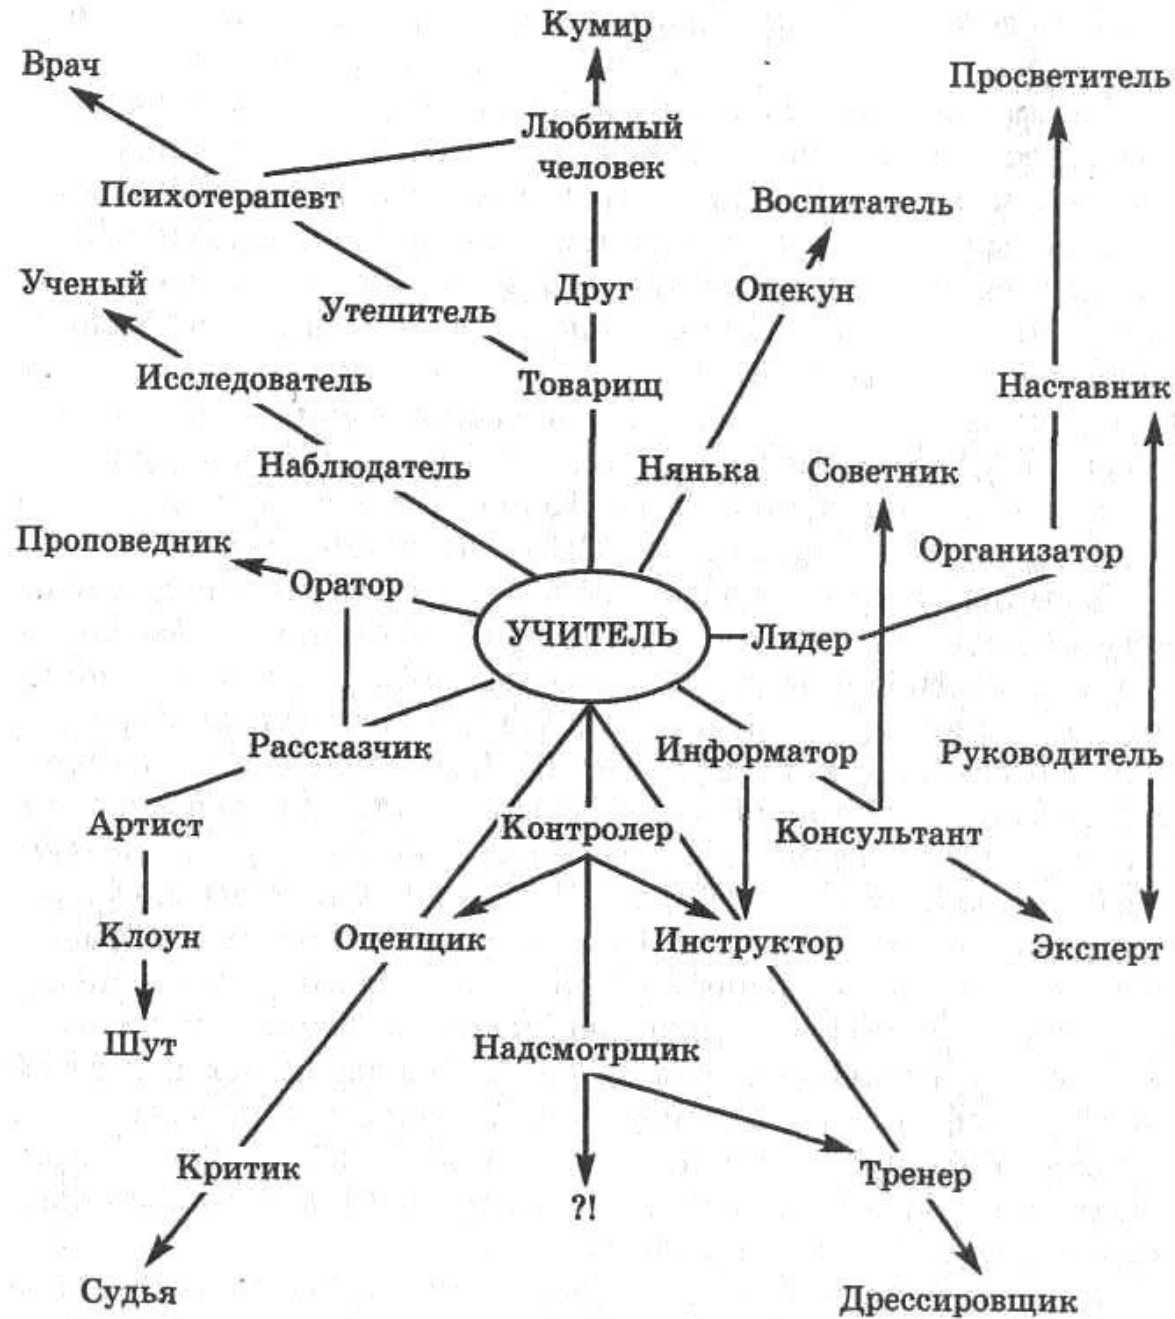 Кумир
Врач
Просветитель
Любимый
человек
Психотерапевт
Воспитатель
Ученый
Утешитель
Друг
Опекун
Исследователь
Товарищ
Наставник
Наблюдатель
Нянька
Советник
Проповедник
Оратор
Организатор
УЧИТЕЛЬ
Лидер
Рассказчик
Информатор
Руководитель
Артист
Контролер
Консультант
Клоун
Оценщик
Инструктор
Эксперт
Шут
Надсмотрщик
Критик
Тренер
?!
Судья
Дрессировщик